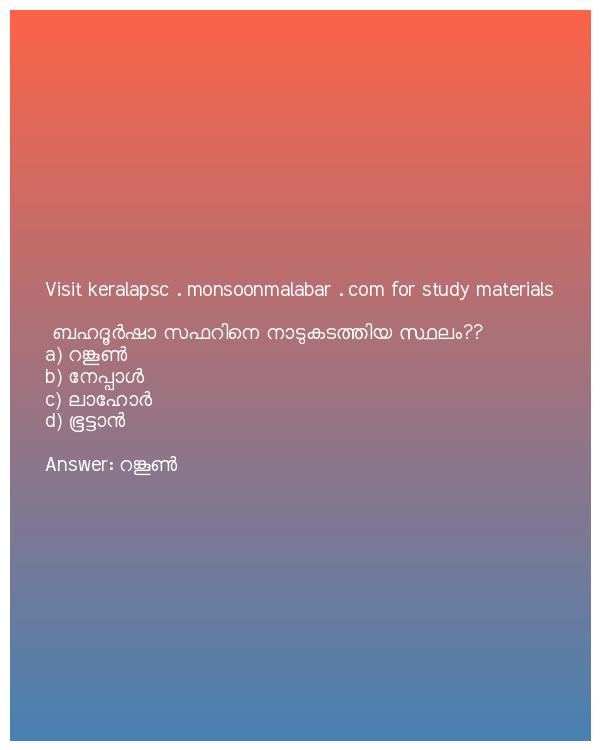 Visit keralapsc . monsoonmalabar . com for study materials
ബഹദൂർഷാ സഫറിനെ നാടുകടത്തിയ സ്ഥലം??
a) റങ്കൂൺ
b) നേപ്പാൾ
c) ലാഹോർ
d) ഭൂട്ടാൻ
Answer: റങ്കൂൺ